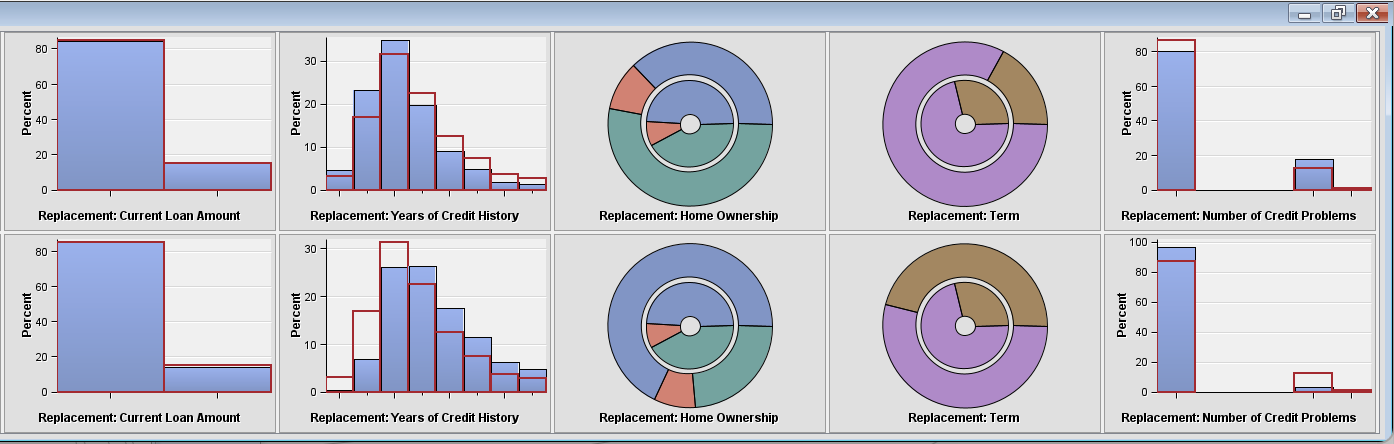 80
60
40
20
0
Percent
Replacement: Current Loan Amount
30
20
10
0
Percent
Replacement: Years of Credit History
Replacement: Home Ownership
Replacement: Term
80
60
40
20
0
Percent
Replacement: Number of Credit Problems
80
60
40
20
0
Percent
Replacement: Current Loan Amount
30
20
10
0
Percent
Replacement: Years of Credit History
Replacement: Home Ownership
Replacement: Term
100
80
60
40
20
0
Percent
Replacement: Number of Credit Problems